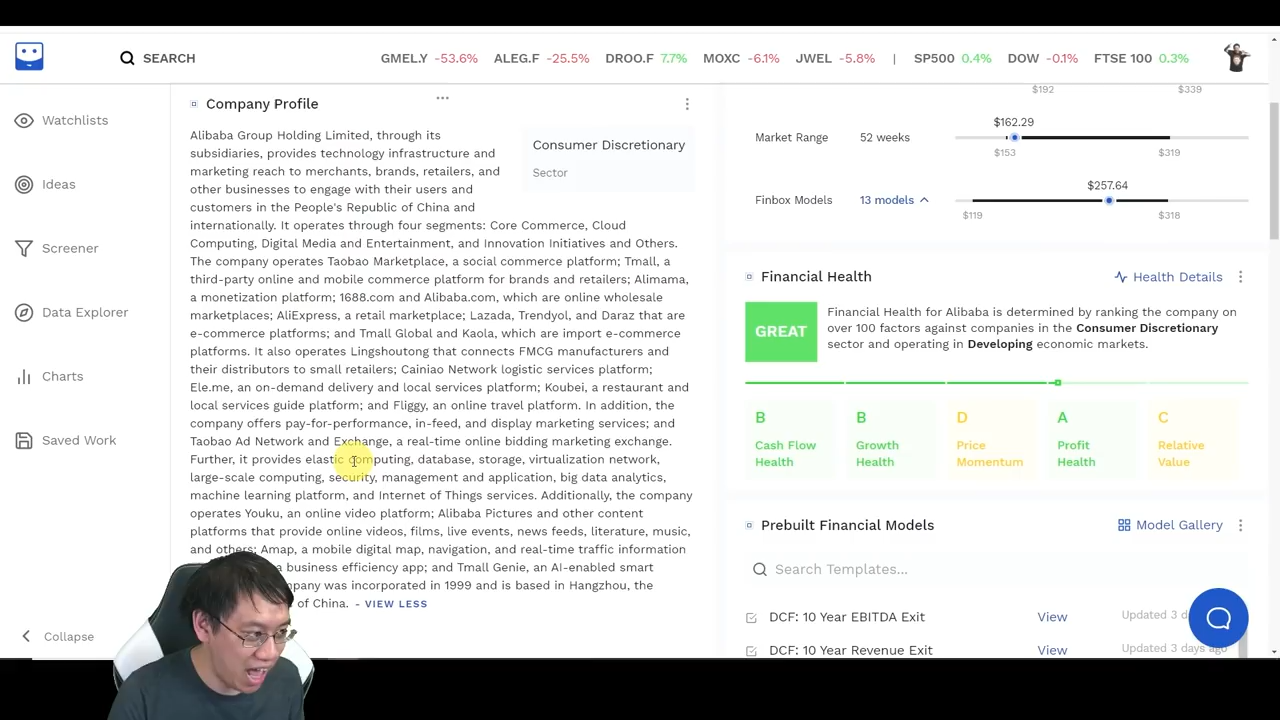 SEARCH
GMEL.Y -53.6% ALEG.F -25.5% DROO.F 7.7% MOXC -6.1% JWEL -5.8% | SP500 0.4% DOW -0.1% FTSE 100 0.3%
Watchlists
Ideas
Screener
Data Explorer
Charts
Saved Work
Collapse
Company Profile
Alibaba Group Holding Limited, through its
subsidiaries, provides technology infrastructure and
marketing reach to merchants, brands, retailers, and
other businesses to engage with their users and
customers in the People's Republic of China and
internationally. It operates through four segments: Core Commerce, Cloud
Computing, Digital Media and Entertainment, and Innovation Initiatives and Others.
The company operates Taobao Marketplace, a social commerce platform; Tmall, a
third-party online and mobile commerce platform for brands and retailers; Alimama,
a monetization platform; 1688.com and Alibaba.com, which are online wholesale
marketplaces; AliExpress, a retail marketplace; Lazada, Trendyol, and Daraz that are
e-commerce platforms; and Tmall Global and Kaola, which are import e-commerce
platforms. It also operates Lingshoutong that connects FMCG manufacturers and
their distributors to small retailers; Cainiao Network logistic services platform;
Ele.me, an on-demand delivery and local services platform; Koubei, a restaurant and
local services guide platform; and Fliggy, an online travel platform. In addition, the
company offers pay-for-performance, in-feed, and display marketing services; and
Taobao Ad Network and Exchange, a real-time online bidding marketing exchange.
Further, it provides elastic computing, database, storage, virtualization network,
large-scale computing, security, management and application, big data analytics,
machine learning platform, and Internet of Things services. Additionally, the company
operates Youku, an online video platform; Alibaba Pictures and other content
platforms that provide online videos, films, live events, news feeds, literature, music,
and others; Amap, a mobile digital map, navigation, and real-time traffic information
a business efficiency app; and Tmall Genie, an AI-enabled smart
was incorporated in 1999 and is based in Hangzhou, the
of China. - VIEW LESS
Consumer Discretionary
Sector
$192 $339
Market Range 52 weeks $162.29
$153 $319
Finbox Models 13 models $257.64
$119 $318
Financial Health
Health Details
GREAT
Financial Health for Alibaba is determined by ranking the company on
over 100 factors against companies in the Consumer Discretionary
sector and operating in Developing economic markets.
B
Cash Flow
Health
B
Growth
Health
D
Price
Momentum
A
Profit
Health
C
Relative
Value
Prebuilt Financial Models
Model Gallery
Search Templates...
DCF: 10 Year EBITDA Exit View Updated 3
DCF: 10 Year Revenue Exit View Updated 3 days ago